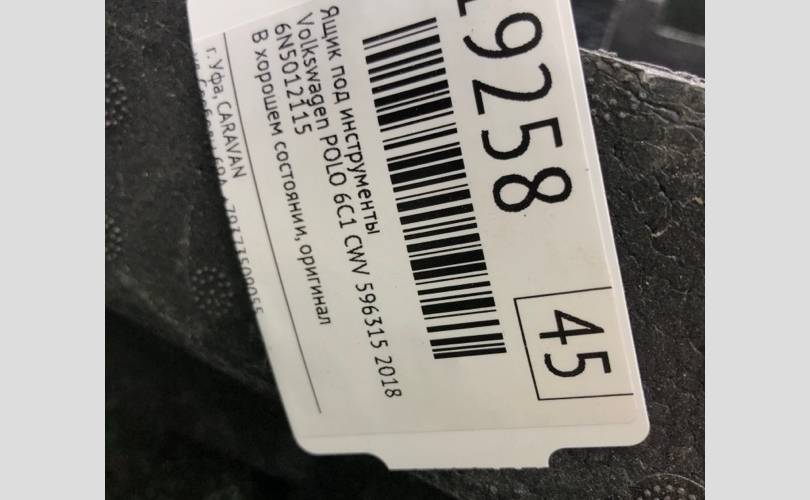 19258
45
Ящик под инструменты
Volkswagen POLO 6C1 CWV 596315 2018
6N5012115
В хорошем состоянии, оригинал
г. Уфа, CARAVAN